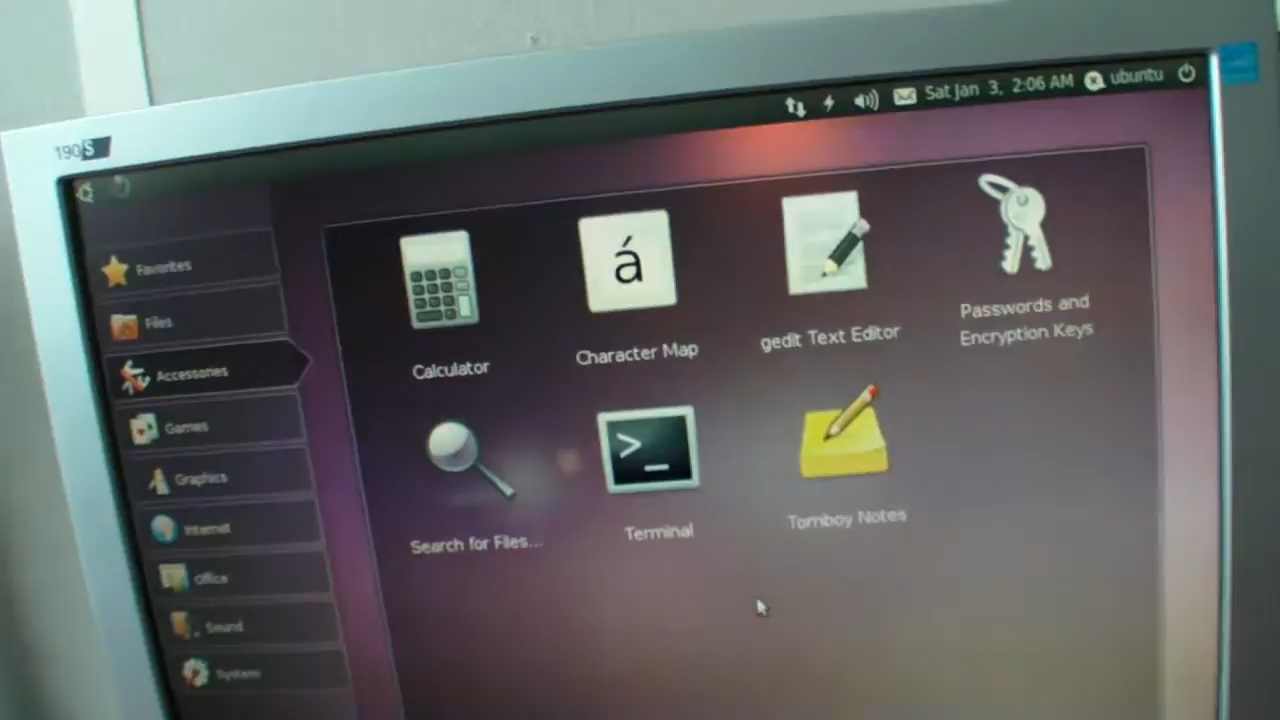 190S
Sat Jan 3, 2:06 AM ubuntu
Favorites
Files
Accessories
Games
Graphics
Internet
Office
Sound
System
Calculator
á
Character Map
gedit Text Editor
Passwords and
Encryption Keys
Search for Files...
>_
Terminal
Tomboy Notes